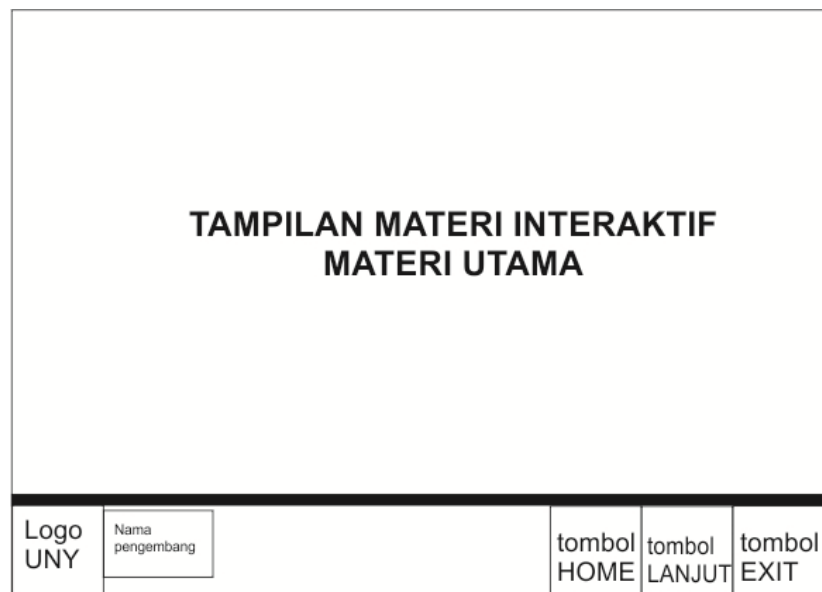 TAMPILAN MATERI INTERAKTIF
MATERI UTAMA
Logo
UNY
Nama
pengembang
tombol
HOME
tombol
LANJUT
tombol
EXIT